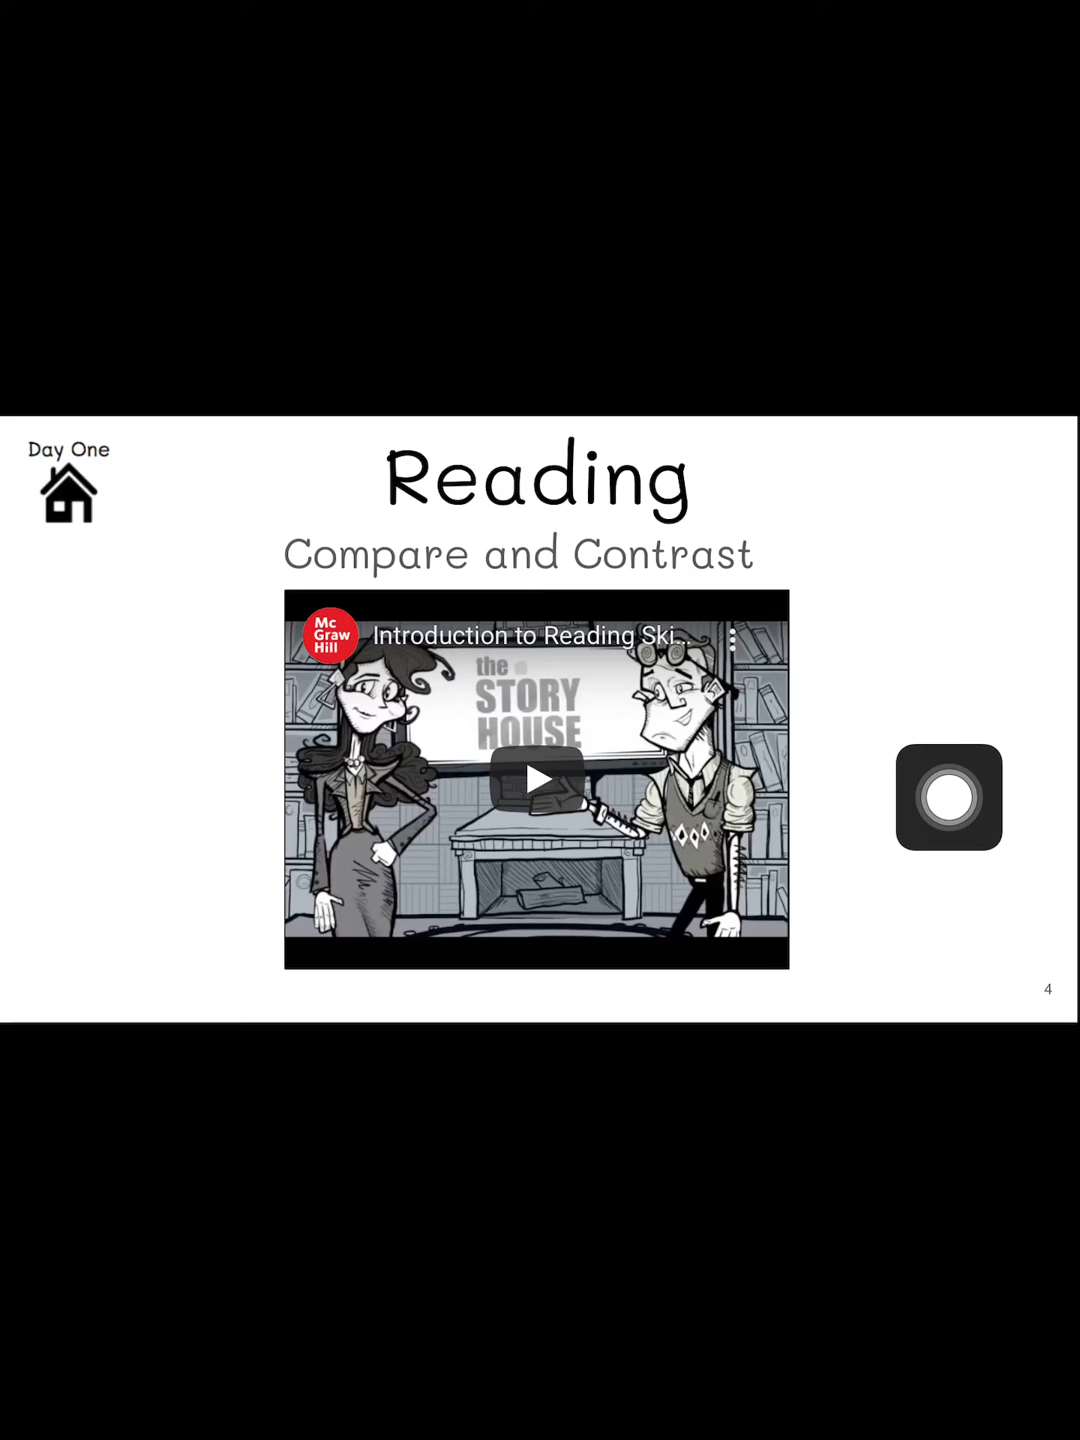 Day One
Reading
Compare and Contrast
Mc
Graw
Hill
Introduction to Reading Ski...
the
STORY
HOUSE
4